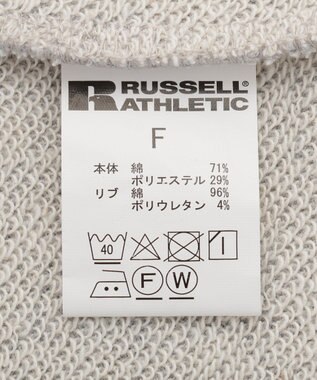 RUSSELL®
ATHLETIC
F
本体 綿 71%
ポリエステル 29%
リブ 綿 96%
ポリウレタン 4%
40
F W